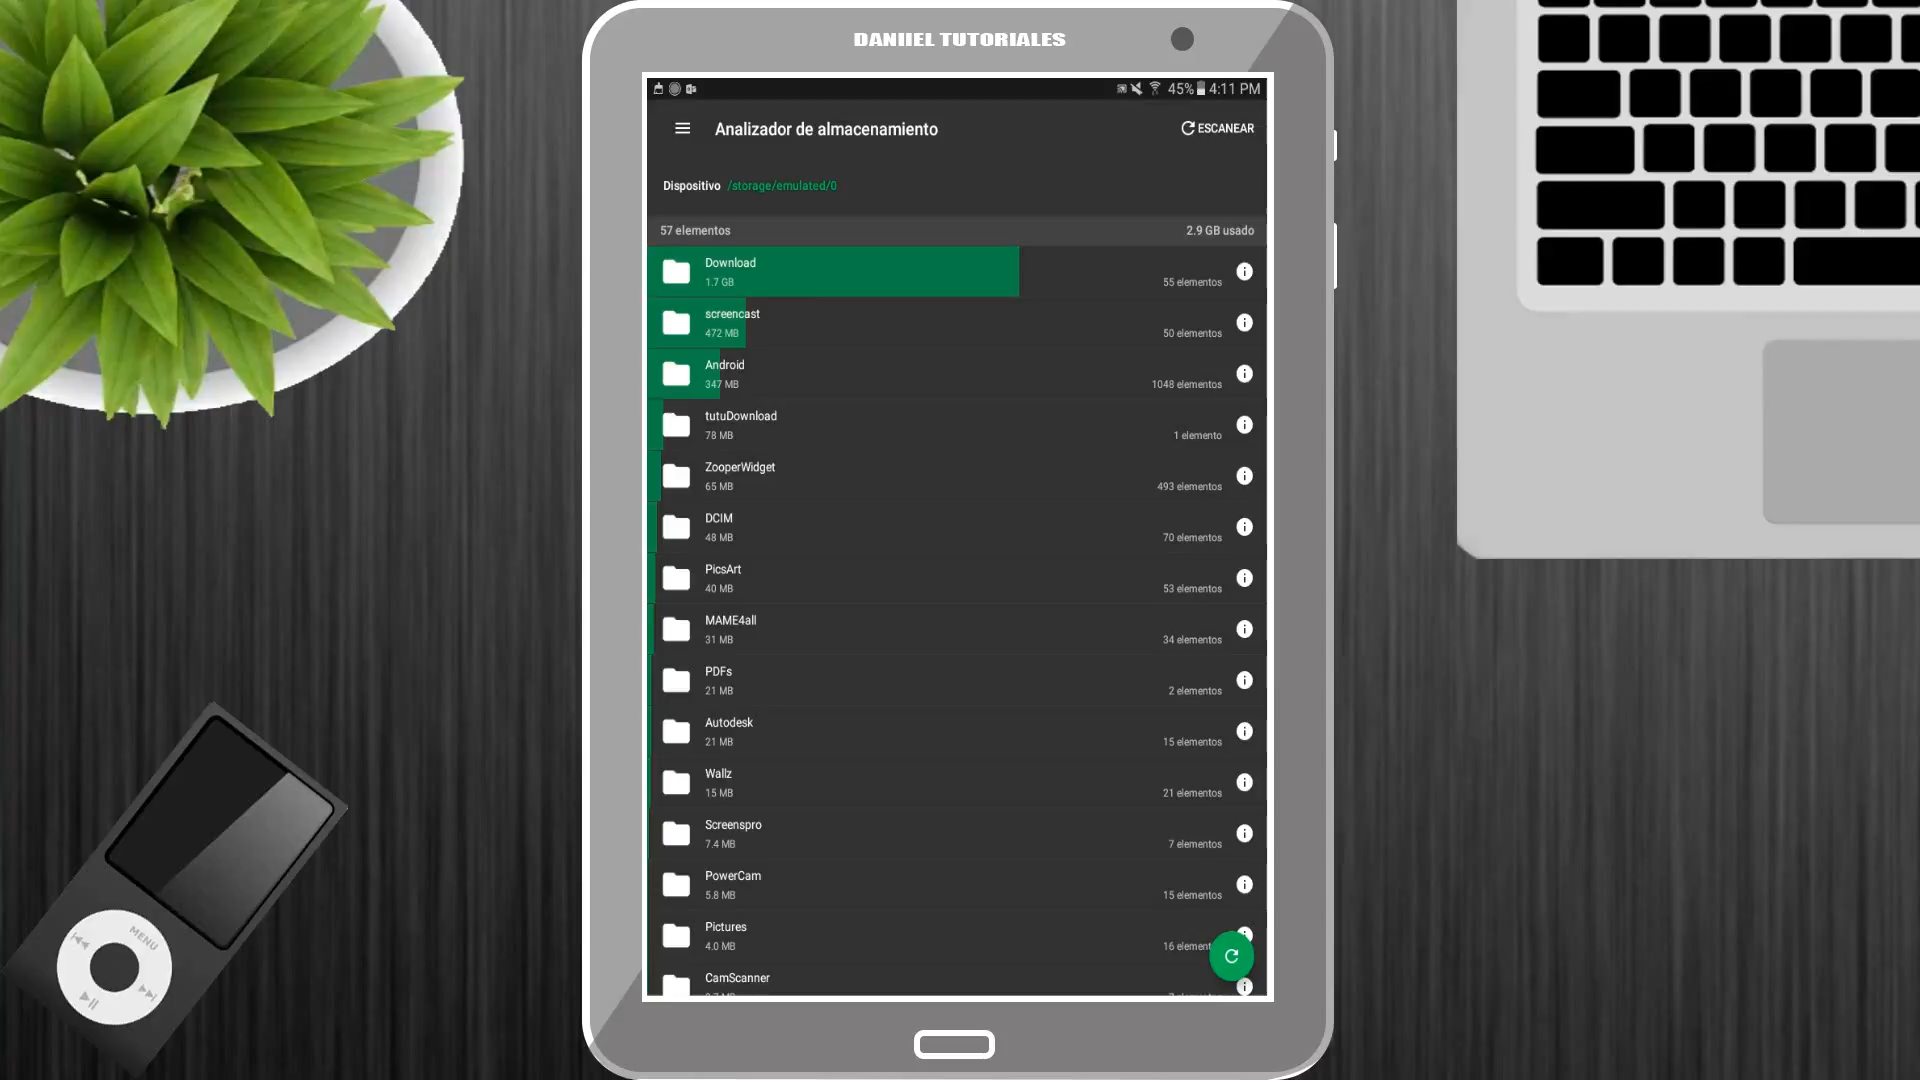 DANIIEL TUTORIALES
45% 4:11 PM
Analizador de almacenamiento
ESCANEAR
Dispositivo /storage/emulated/0
57 elementos
2.9 GB usado
Download
1.7 GB
55 elementos
screencast
472 MB
50 elementos
Android
347 MB
1048 elementos
tutuDownload
78 MB
1 elemento
ZooperWidget
65 MB
493 elementos
DCIM
48 MB
70 elementos
PicsArt
40 MB
53 elementos
MAME4all
31 MB
34 elementos
PDFs
21 MB
2 elementos
Autodesk
21 MB
15 elementos
Wallz
15 MB
21 elementos
Screenspro
7.4 MB
7 elementos
PowerCam
5.8 MB
15 elementos
Pictures
4.0 MB
16 element
CamScanner
MENU